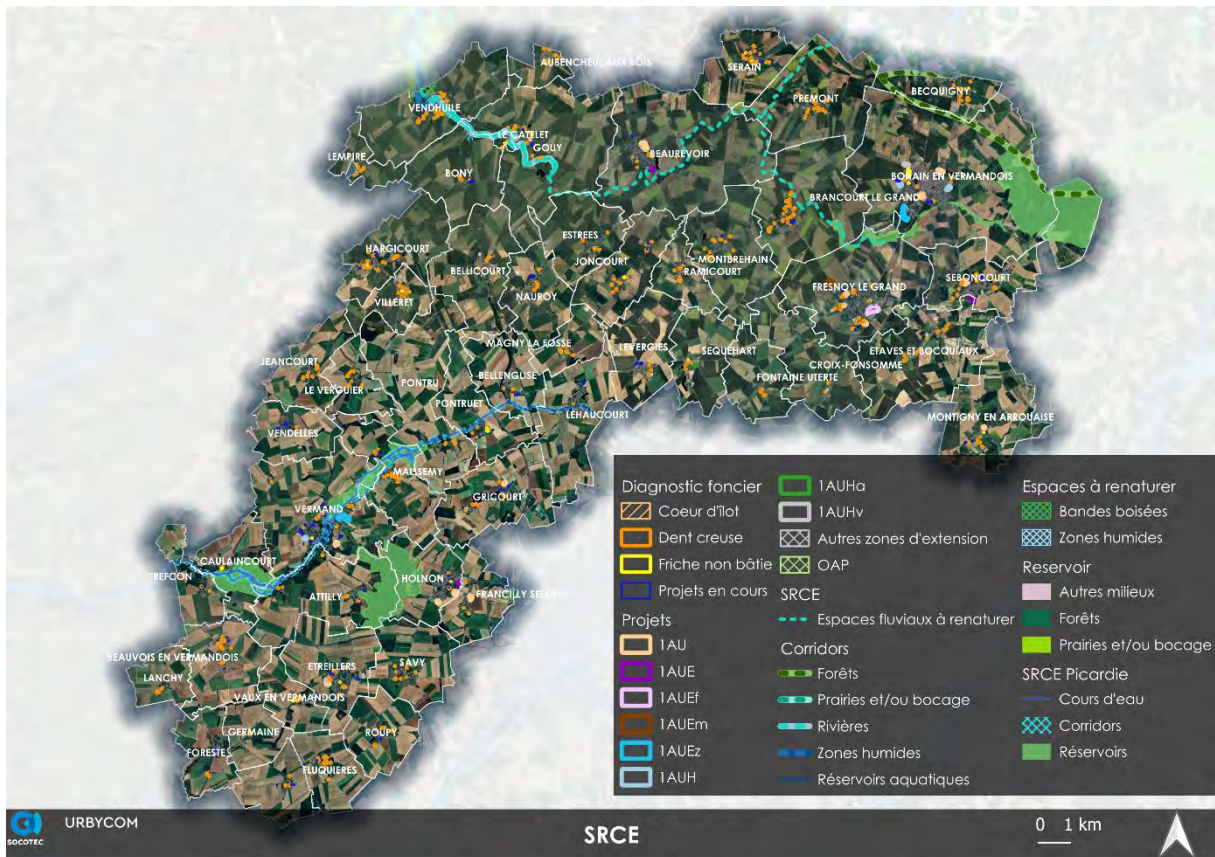 AUBENCHEUL AUX BOIS
SERAIN
BECQUIGNY
VENDHUILE
PREMONT
LE CATELET
GOUY
BEAUREVOIR
LEMPIRE
BONY
BOHAIN EN VERMANDOIS
BRANCOURT LE GRAND
ESTREES
HARGICOURT
BELLICOURT
JONCOURT
MONTBREHAIN
RAMICOURT
SEBONCOURT
VILLERET
NAUROY
FRESNOY LE GRAND
MAGNY LA FOSSE
LEVERGIES
SEQUEHART
ETAVES ET BOCQUIAUX
CROIX-FONSOMME
JEANCOURT
LE VERGUIER
PONTRU
BELLENGLISE
FONTAINE UTERTE
PONTRUET
LEHAUCOURT
MONTIGNY EN ARROUAISE
VENDELLES
MAISSEMY
GRICOURT
VERMAND
TREFCON
CAULAINCOURT
HOLNON
ATTILLY
FRANCILLY SELENCY
BEAUVOIS EN VERMANDOIS
LANCHY
ETREILLERS
SAVY
VAUX EN VERMANDOIS
GERMAINE
ROUPY
FORESTE
FLUQUIERES
Diagnostic foncier
Coeur d'îlot
Dent creuse
Friche non bâtie
Projets en cours
Projets
1AU
1AUE
1AUEf
1AUEm
1AUEz
1AUH
1AUHa
1AUHv
Autres zones d'extension
OAP
SRCE
Espaces fluviaux à renaturer
Corridors
Forêts
Prairies et/ou bocage
Rivières
Zones humides
Réservoirs aquatiques
Espaces à renaturer
Bandes boisées
Zones humides
Reservoir
Autres milieux
Forêts
Prairies et/ou bocage
SRCE Picardie
Cours d'eau
Corridors
Réservoirs
SOCOTEC
URBYCOM
SRCE
0 1 km